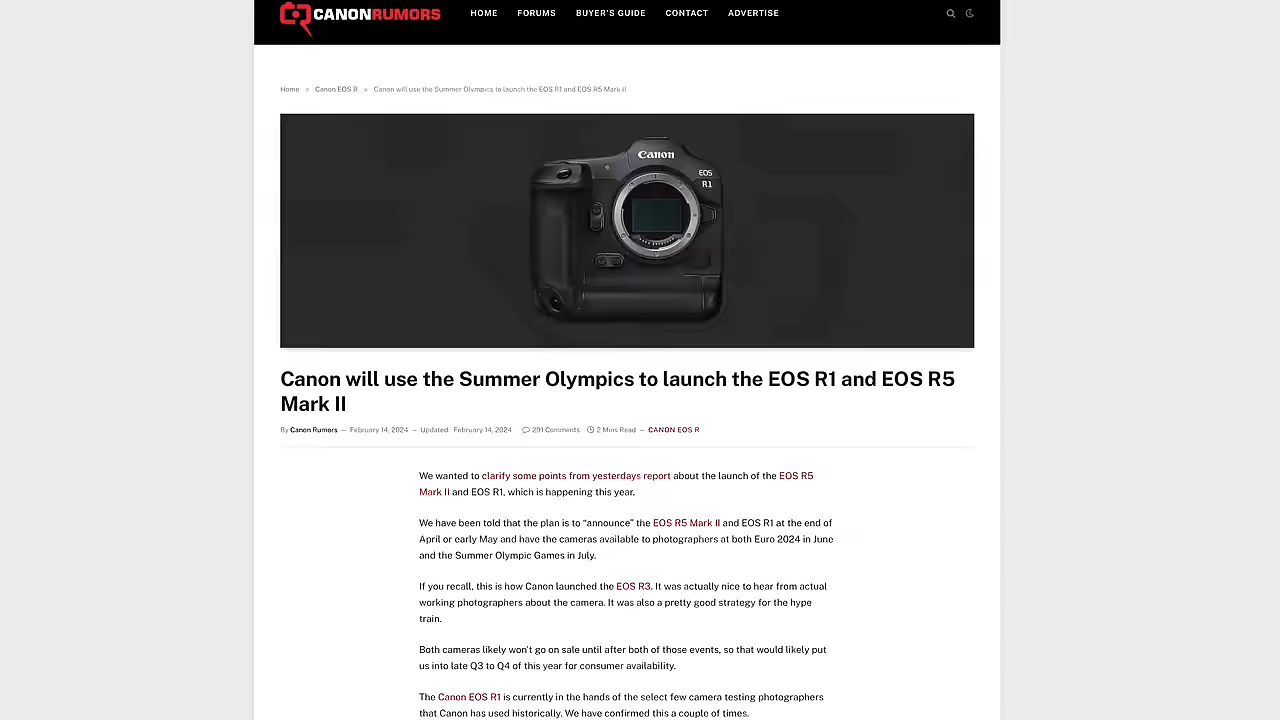 CANONRUMORS
HOME FORUMS BUYER'S GUIDE CONTACT ADVERTISE
Home » Canon EOS R » Canon will use the Summer Olympics to launch the EOS R1 and EOS R5 Mark II
Canon
EOS
R1
Canon will use the Summer Olympics to launch the EOS R1 and EOS R5
Mark II
By Canon Rumors — February 14, 2024 — Updated: February 14, 2024 291 Comments 2 Mins Read — CANON EOS R
We wanted to clarify some points from yesterdays report about the launch of the EOS R5
Mark II and EOS R1, which is happening this year.
We have been told that the plan is to “announce” the EOS R5 Mark II and EOS R1 at the end of
April or early May and have the cameras available to photographers at both Euro 2024 in June
and the Summer Olympic Games in July.
If you recall, this is how Canon launched the EOS R3. It was actually nice to hear from actual
working photographers about the camera. It was also a pretty good strategy for the hype
train.
Both cameras likely won't go on sale until after both of those events, so that would likely put
us into late Q3 to Q4 of this year for consumer availability.
The Canon EOS R1 is currently in the hands of the select few camera testing photographers
that Canon has used historically. We have confirmed this a couple of times.